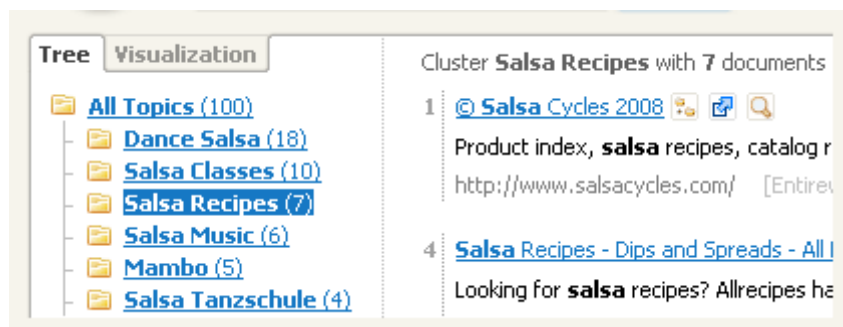 Tree Visualization
All Topics (100)
Dance Salsa (18)
Salsa Classes (10)
Salsa Recipes (7)
Salsa Music (6)
Mambo (5)
Salsa Tanzschule (4)
Cluster Salsa Recipes with 7 documents
1 © Salsa Cycles 2008
Product index, salsa recipes, catalog r
http://www.salsacycles.com/ [Entirew
4 Salsa Recipes - Dips and Spreads - All
Looking for salsa recipes? Allrecipes ha